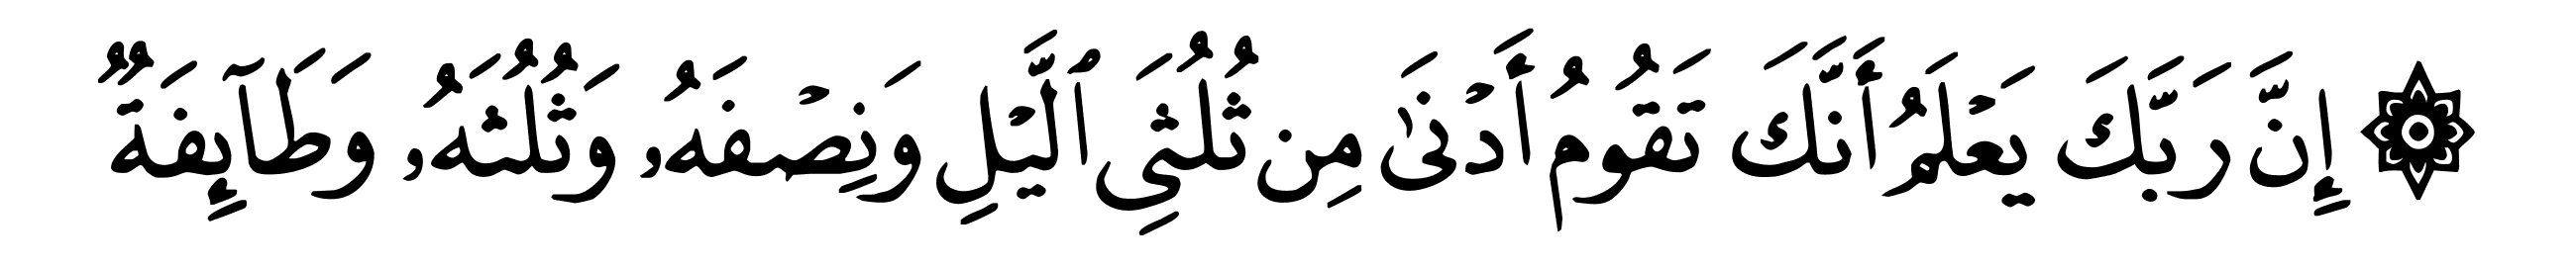 ۞ إِنَّ رَبَّكَ يَعۡلَمُ أَنَّكَ تَقُومُ أَدۡنَىٰ مِن ثُلُثَيِ ٱلَّيۡلِ وَنِصۡفَهُۥ وَثُلُثَهُۥ وَطَآئِفَةٞ